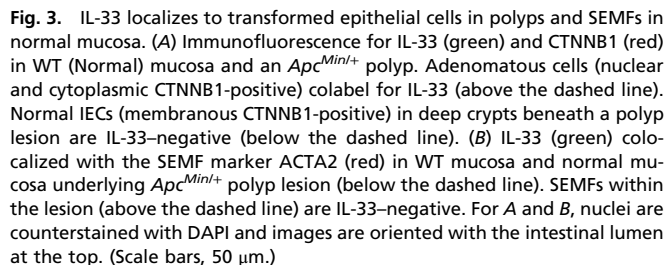 Fig. 3. IL-33 localizes to transformed epithelial cells in polyps and SEMFs in
normal mucosa. (A) Immunofluorescence for IL-33 (green) and CTNNB1 (red)
in WT (Normal) mucosa and an Apc^Min/+ polyp. Adenomatous cells (nuclear
and cytoplasmic CTNNB1-positive) colabel for IL-33 (above the dashed line).
Normal IECs (membranous CTNNB1-positive) in deep crypts beneath a polyp
lesion are IL-33–negative (below the dashed line). (B) IL-33 (green) colo-
calized with the SEMF marker ACTA2 (red) in WT mucosa and normal mu-
cosa underlying Apc^Min/+ polyp lesion (below the dashed line). SEMFs within
the lesion (above the dashed line) are IL-33–negative. For A and B, nuclei are
counterstained with DAPI and images are oriented with the intestinal lumen
at the top. (Scale bars, 50 μm.)